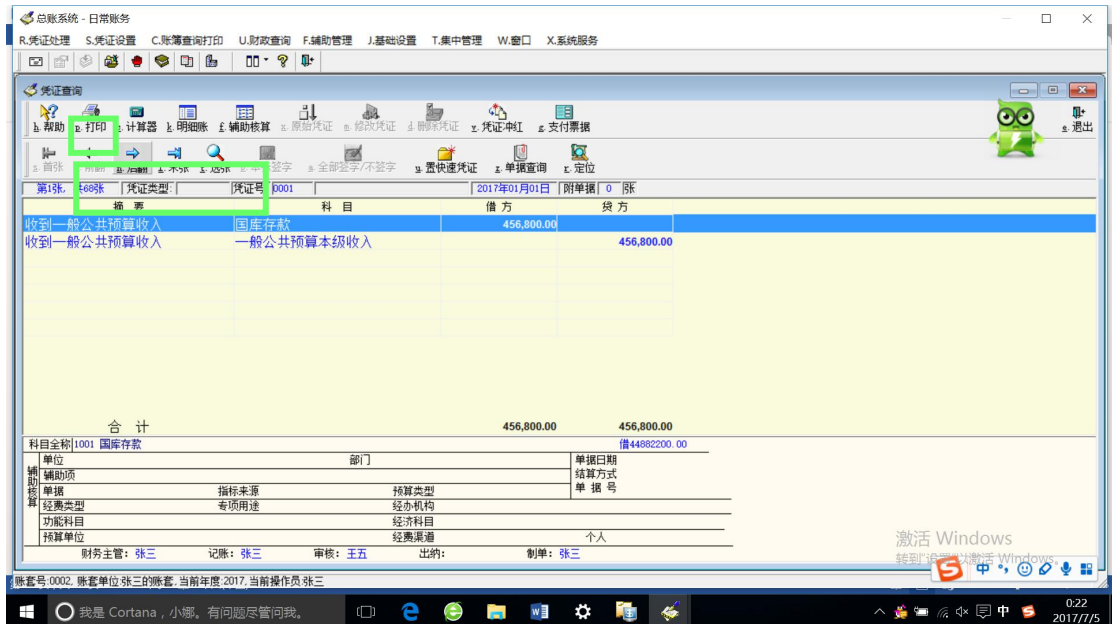 总账系统 - 日常账务
R.凭证处理 S.凭证设置 C.账簿查询打印 U.财政查询 F.辅助管理 J.基础设置 T.集中管理 W.窗口 X.系统服务
凭证查询
h.帮助 p.打印 计算器 k.明细账 f.辅助核算 原始凭证 修改凭证 d.删除凭证 凭证冲红 支付票据 退出
首张 后翻 末张 选张 签字 全部签字/不签字 置快速凭证 单据查询 定位
第1张, 共68张 凭证类型: 凭证号 0001 2017年01月01日 附单据 0 张
摘 要 科 目 借 方 贷 方
收到一般公共预算收入 国库存款 456,800.00
收到一般公共预算收入 一般公共预算本级收入 456,800.00
合 计 456,800.00 456,800.00
科目全称 1001 国库存款 借44882200.00
辅助核算
单位 部门 单据日期
辅助项 结算方式
单据 指标来源 预算类型 单 据 号
经费类型 专项用途 经办机构
功能科目 经济科目
预算单位 经费渠道 个人
财务主管: 张三 记账: 张三 审核: 王五 出纳: 制单: 张三
激活 Windows
转到"设置"以激活 Windows。
中
账套号:0002, 账套单位:张三的账套,当前年度:2017,当前操作员:张三
我是 Cortana，小娜。有问题尽管问我。
中
0:22
2017/7/5